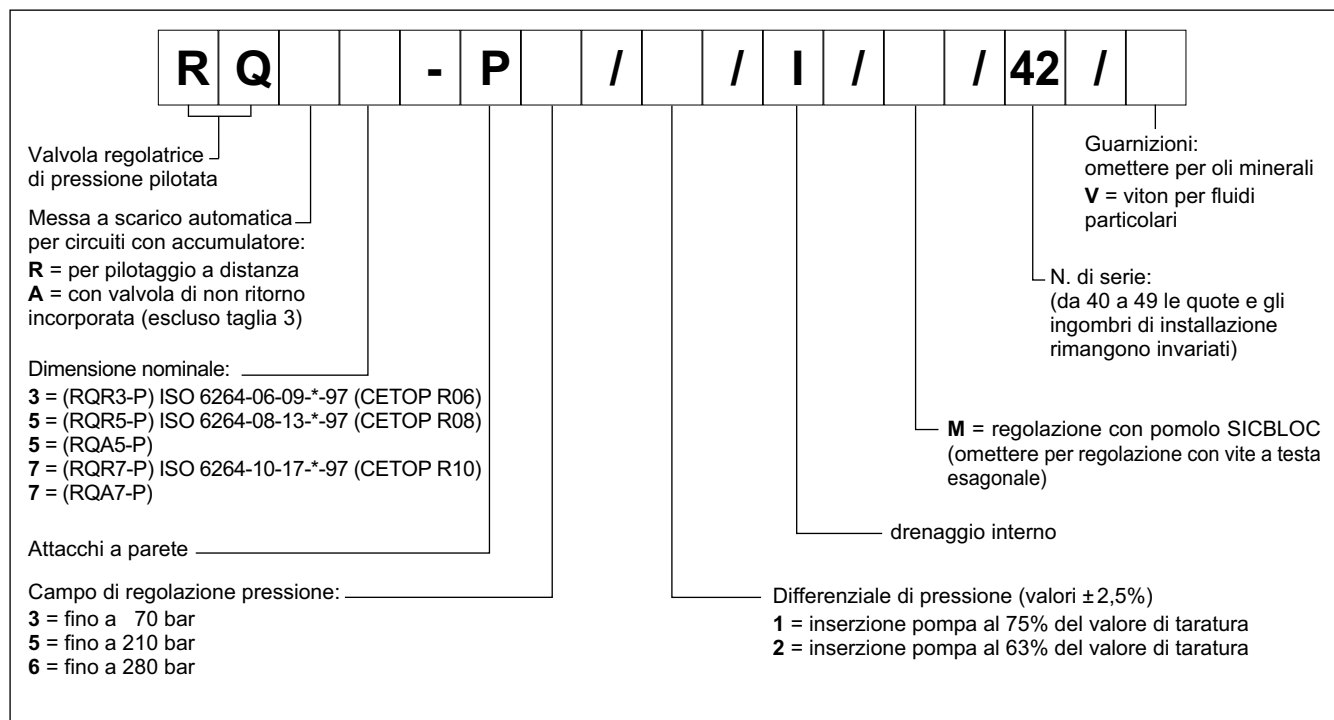 R Q - P / / I / / 42 /
Valvola regolatrice
di pressione pilotata
Messa a scarico automatica
per circuiti con accumulatore:
R = per pilotaggio a distanza
A = con valvola di non ritorno
incorporata (escluso taglia 3)
Dimensione nominale:
3 = (RQR3-P) ISO 6264-06-09-*-97 (CETOP R06)
5 = (RQR5-P) ISO 6264-08-13-*-97 (CETOP R08)
5 = (RQA5-P)
7 = (RQR7-P) ISO 6264-10-17-*-97 (CETOP R10)
7 = (RQA7-P)
Attacchi a parete
Campo di regolazione pressione:
3 = fino a 70 bar
5 = fino a 210 bar
6 = fino a 280 bar
Guarnizioni:
omettere per oli minerali
V = viton per fluidi
particolari
N. di serie:
(da 40 a 49 le quote e gli
ingombri di installazione
rimangono invariati)
M = regolazione con pomolo SICBLOC
(omettere per regolazione con vite a testa
esagonale)
drenaggio interno
Differenziale di pressione (valori ±2,5%)
1 = inserzione pompa al 75% del valore di taratura
2 = inserzione pompa al 63% del valore di taratura